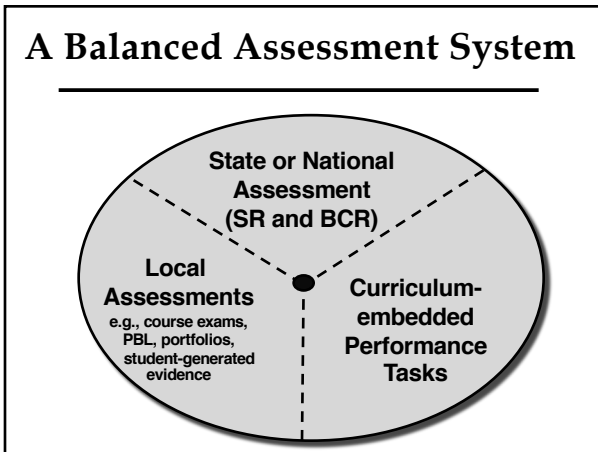 A Balanced Assessment System
State or National
Assessment
(SR and BCR)
Local
Assessments
e.g., course exams,
PBL, portfolios,
student-generated
evidence
Curriculum-
embedded
Performance
Tasks